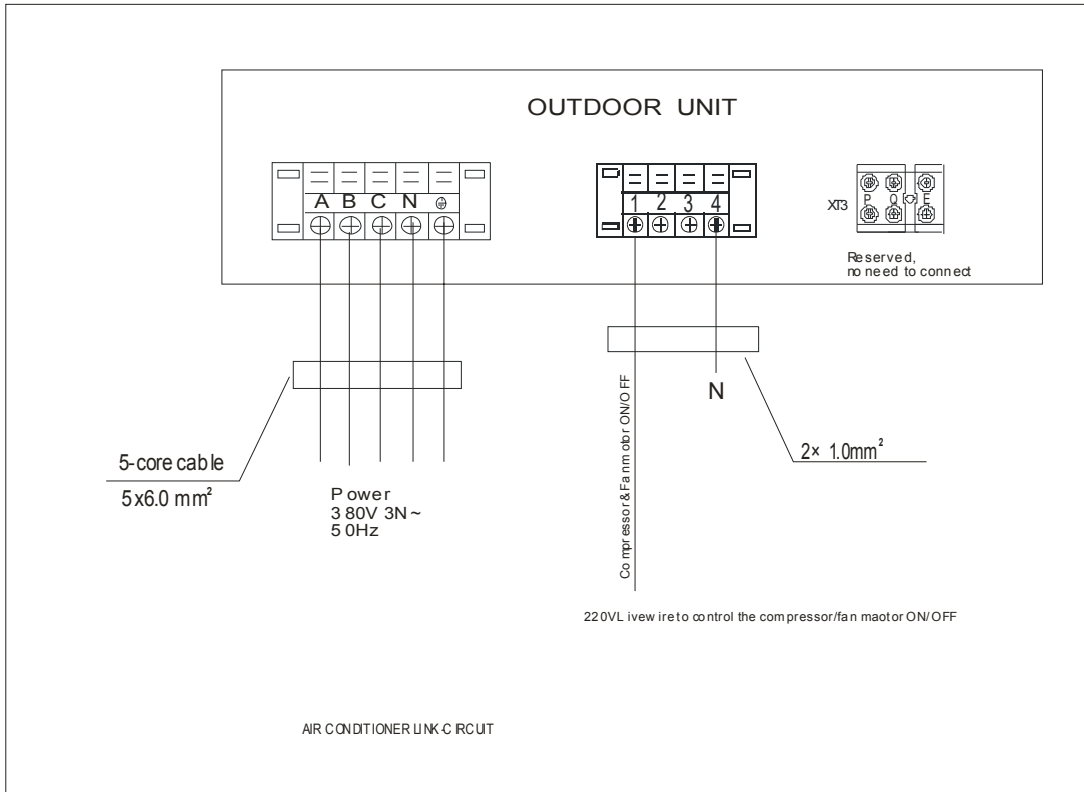 OUTDOOR UNIT
A B C N
1 2 3 4
XT3
P Q E
Reserved,
no need to connect
5-core cable
5x6.0 mm²
Power
380V 3N~
50Hz
Compressor&Fanmotor ON/OFF
N
2× 1.0mm²
220VLivewire to control the compressor/fan maotor ON/OFF
AIR CONDITIONER LINK-CIRCUIT